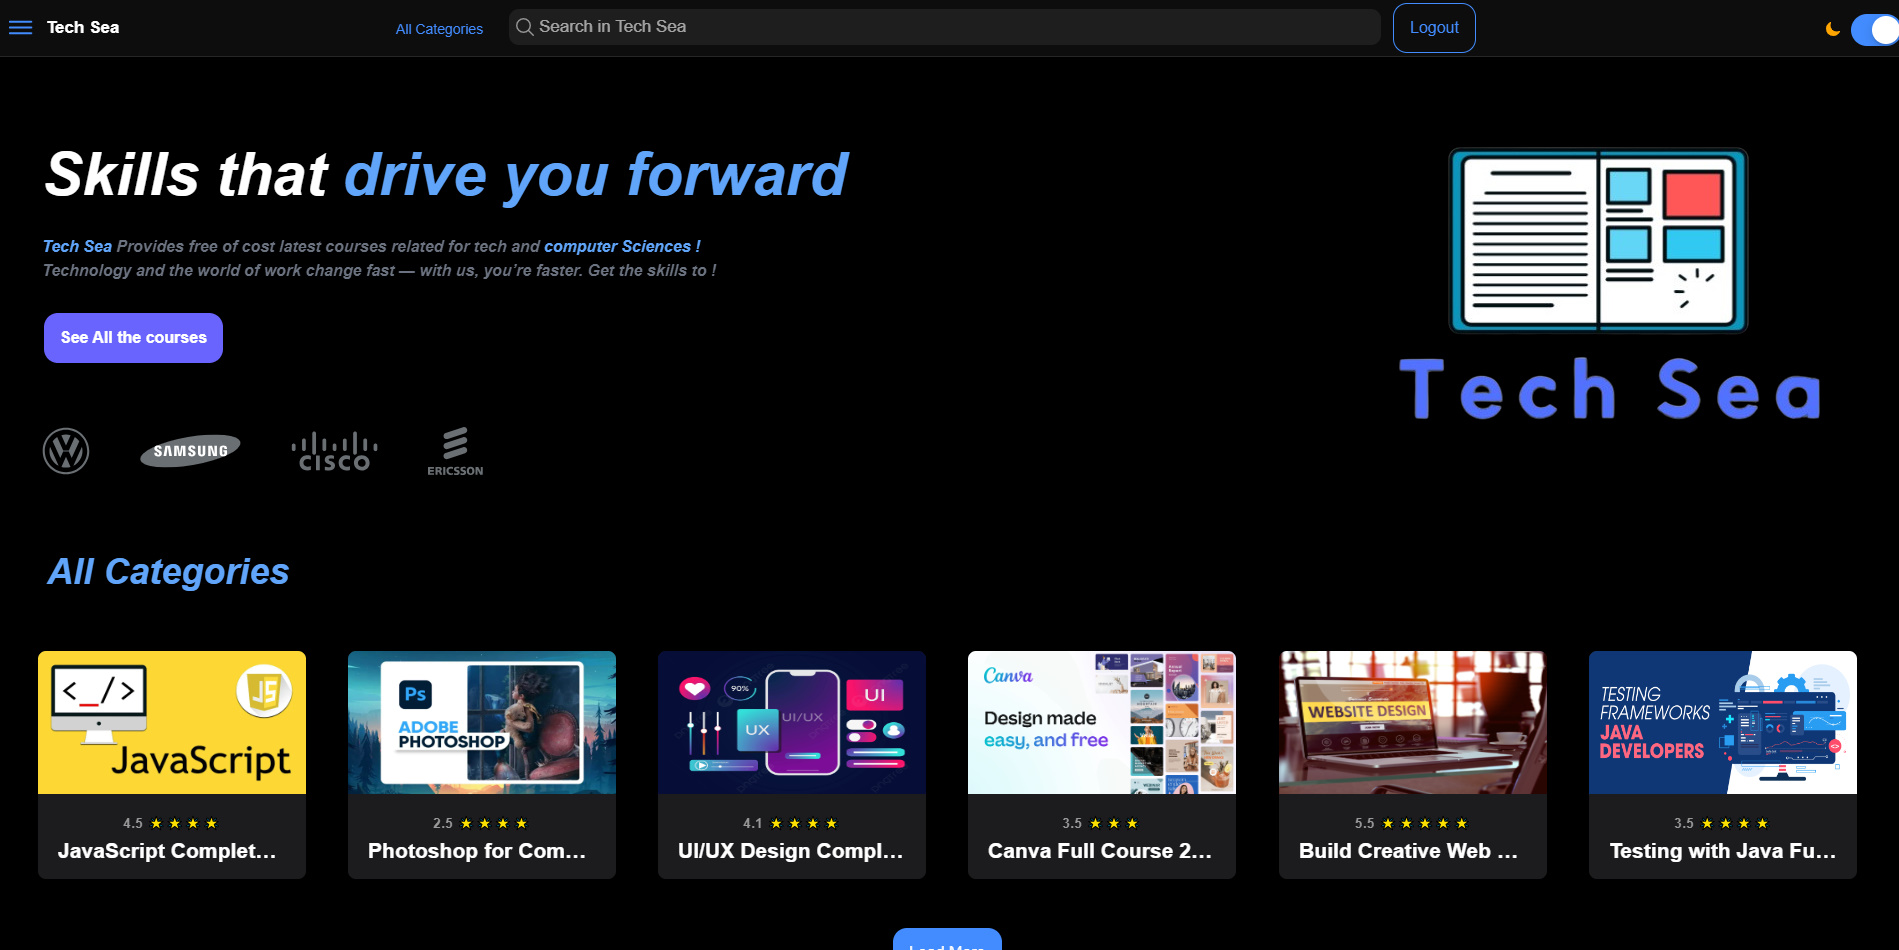 Tech Sea
All Categories
Search in Tech Sea
Logout
Skills that drive you forward
Tech Sea Provides free of cost latest courses related for tech and computer Sciences !
Technology and the world of work change fast — with us, you're faster. Get the skills to !
See All the courses
SAMSUNG
CISCO
ERICSSON
Tech Sea
All Categories
< _ / >
JS
JavaScript
4.5
JavaScript Complet...
Ps
ADOBE
PHOTOSHOP
2.5
Photoshop for Com...
90%
UI
UI/UX
UX
4.1
UI/UX Design Compl...
Canva
Design made
easy, and free
3.5
Canva Full Course 2...
WEBSITE DESIGN
5.5
Build Creative Web ...
TESTING
FRAMEWORKS
JAVA
DEVELOPERS
3.5
Testing with Java Fu...
Load More